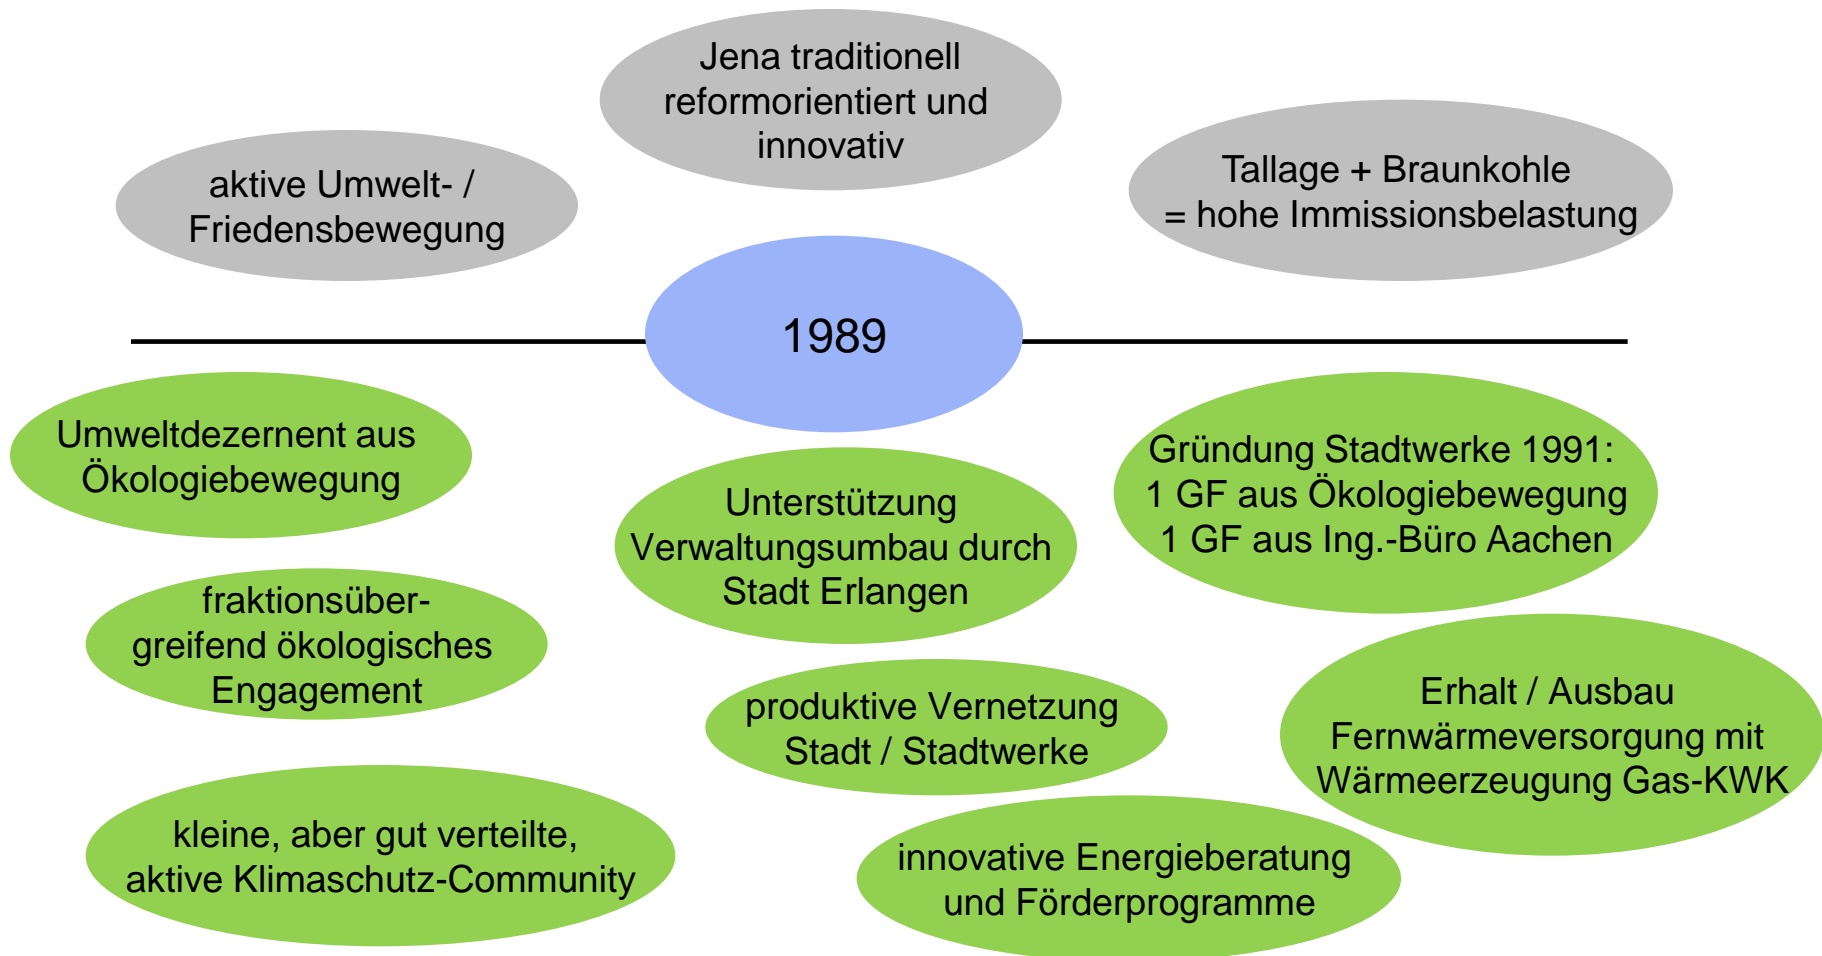 Jena traditionell
reformorientiert und
innovativ
aktive Umwelt- /
Friedensbewegung
Tallage + Braunkohle
= hohe Immissionsbelastung
1989
Umweltdezernent aus
Ökologiebewegung
Unterstützung
Verwaltungsumbau durch
Stadt Erlangen
Gründung Stadtwerke 1991:
1 GF aus Ökologiebewegung
1 GF aus Ing.-Büro Aachen
fraktionsüber-
greifend ökologisches
Engagement
produktive Vernetzung
Stadt / Stadtwerke
Erhalt / Ausbau
Fernwärmeversorgung mit
Wärmeerzeugung Gas-KWK
kleine, aber gut verteilte,
aktive Klimaschutz-Community
innovative Energieberatung
und Förderprogramme